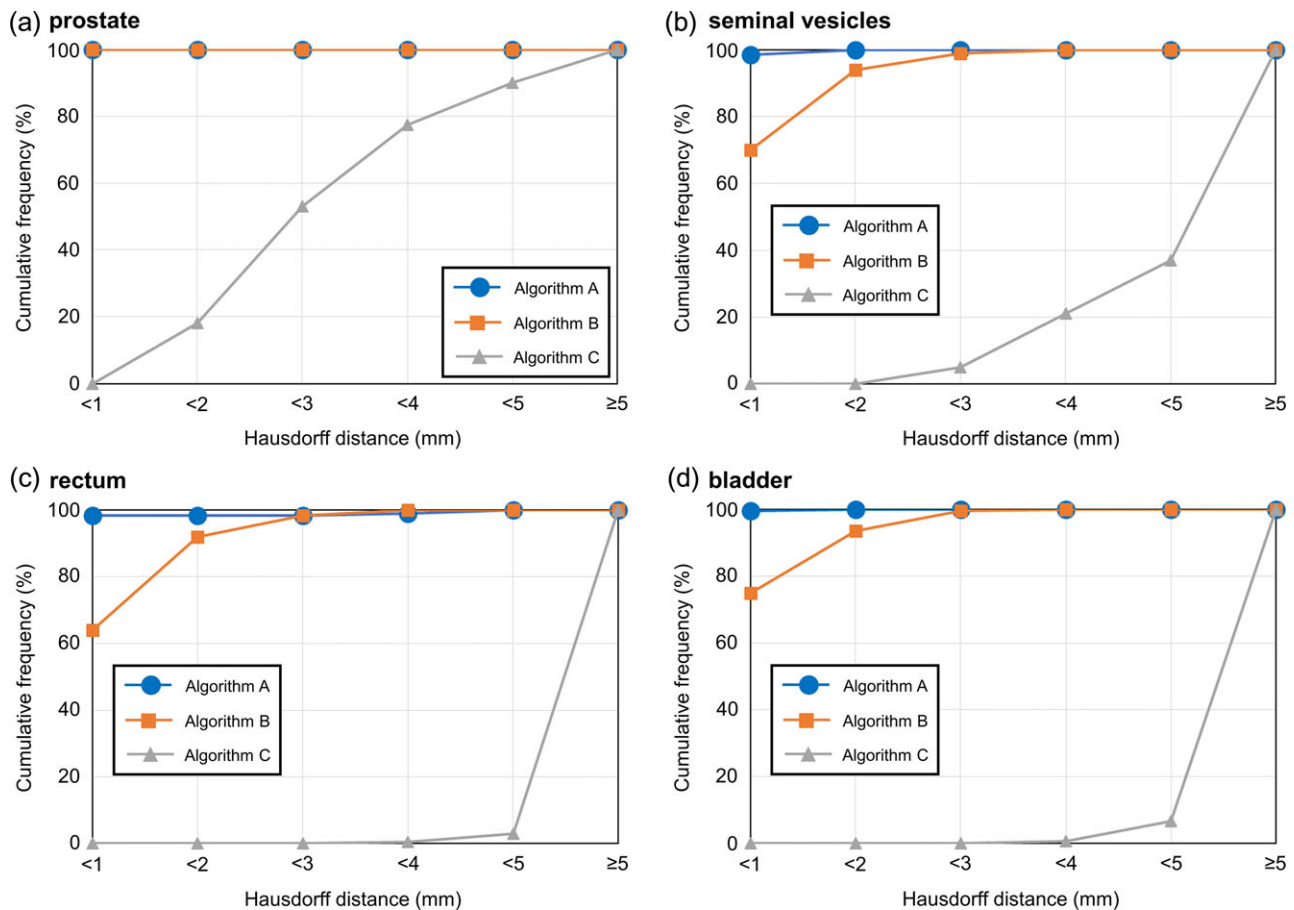 (a) prostate
Cumulative frequency (%)
100
80
60
40
20
0
<1 <2 <3 <4 <5 ≥5
Hausdorff distance (mm)
Algorithm A
Algorithm B
Algorithm C
(b) seminal vesicles
Cumulative frequency (%)
100
80
60
40
20
0
<1 <2 <3 <4 <5 ≥5
Hausdorff distance (mm)
Algorithm A
Algorithm B
Algorithm C
(c) rectum
Cumulative frequency (%)
100
80
60
40
20
0
<1 <2 <3 <4 <5 ≥5
Hausdorff distance (mm)
Algorithm A
Algorithm B
Algorithm C
(d) bladder
Cumulative frequency (%)
100
80
60
40
20
0
<1 <2 <3 <4 <5 ≥5
Hausdorff distance (mm)
Algorithm A
Algorithm B
Algorithm C